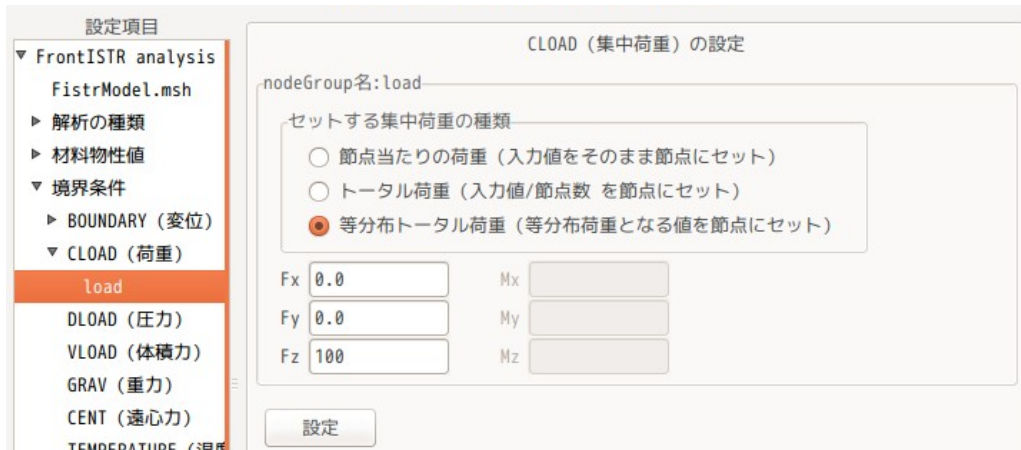 設定項目
▼ FrontISTR analysis
FistrModel.msh
▶ 解析の種類
▶ 材料物性値
▼ 境界条件
▶ BOUNDARY (変位)
▼ CLOAD (荷重)
load
DLOAD (圧力)
VLOAD (体積力)
GRAV (重力)
CENT (遠心力)
TEMPERATURE (温度
CLOAD (集中荷重) の設定
nodeGroup名:load
セットする集中荷重の種類
節点当たりの荷重 (入力値をそのまま節点にセット)
トータル荷重 (入力値/節点数 を節点にセット)
等分布トータル荷重 (等分布荷重となる値を節点にセット)
Fx 0.0 Mx
Fy 0.0 My
Fz 100 Mz
設定